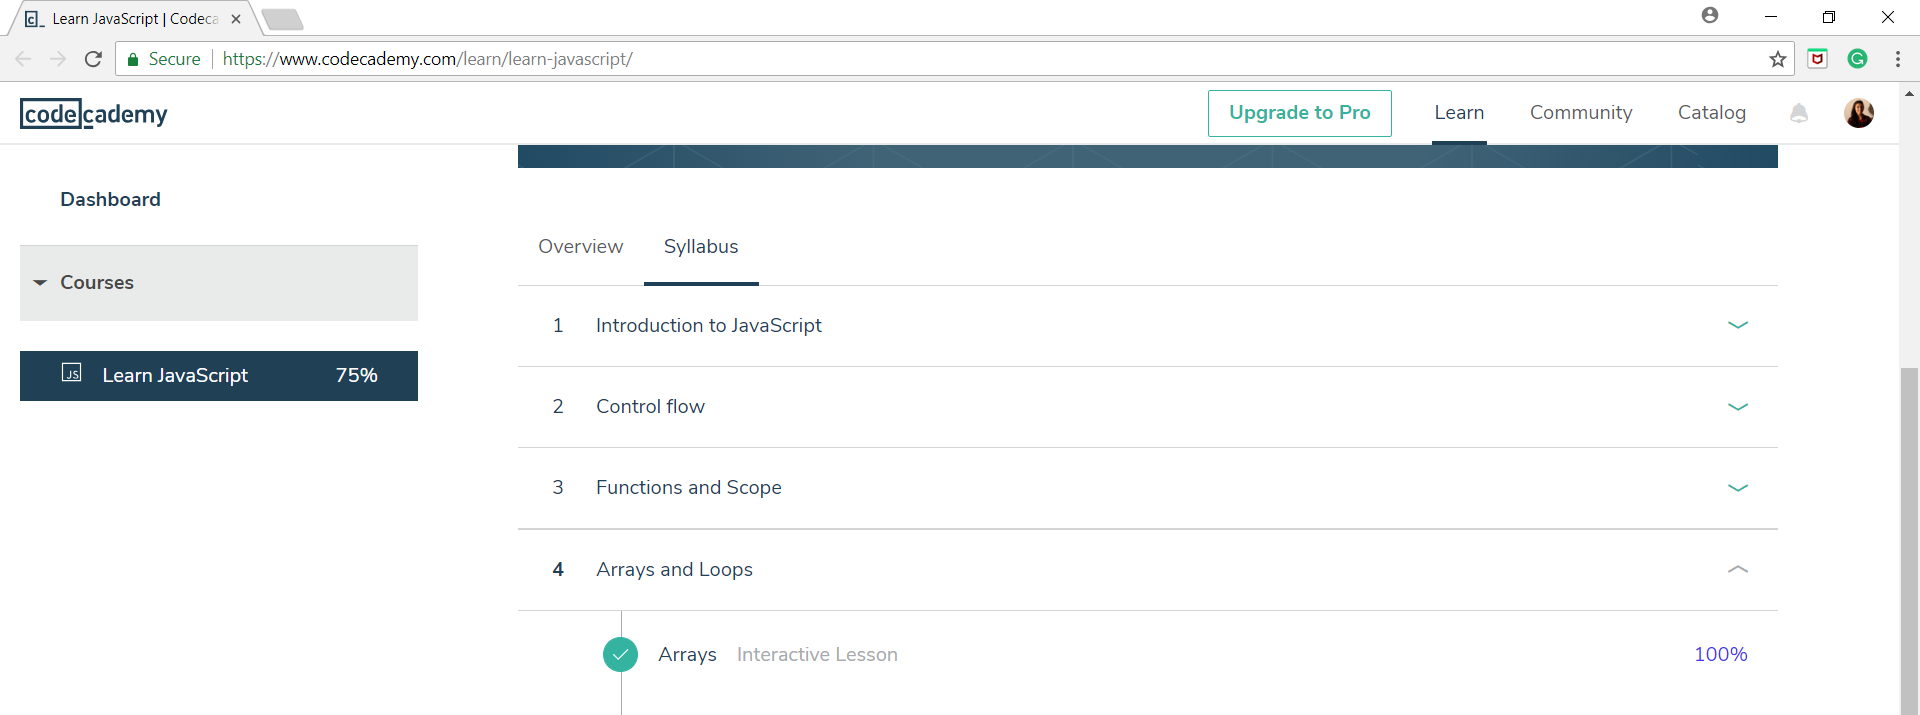 Learn JavaScript | Codeca
Secure https://www.codecademy.com/learn/learn-javascript/
codecademy Upgrade to Pro Learn Community Catalog
Dashboard
Overview Syllabus
Courses
1 Introduction to JavaScript
JS Learn JavaScript 75%
2 Control flow
3 Functions and Scope
4 Arrays and Loops
Arrays Interactive Lesson 100%